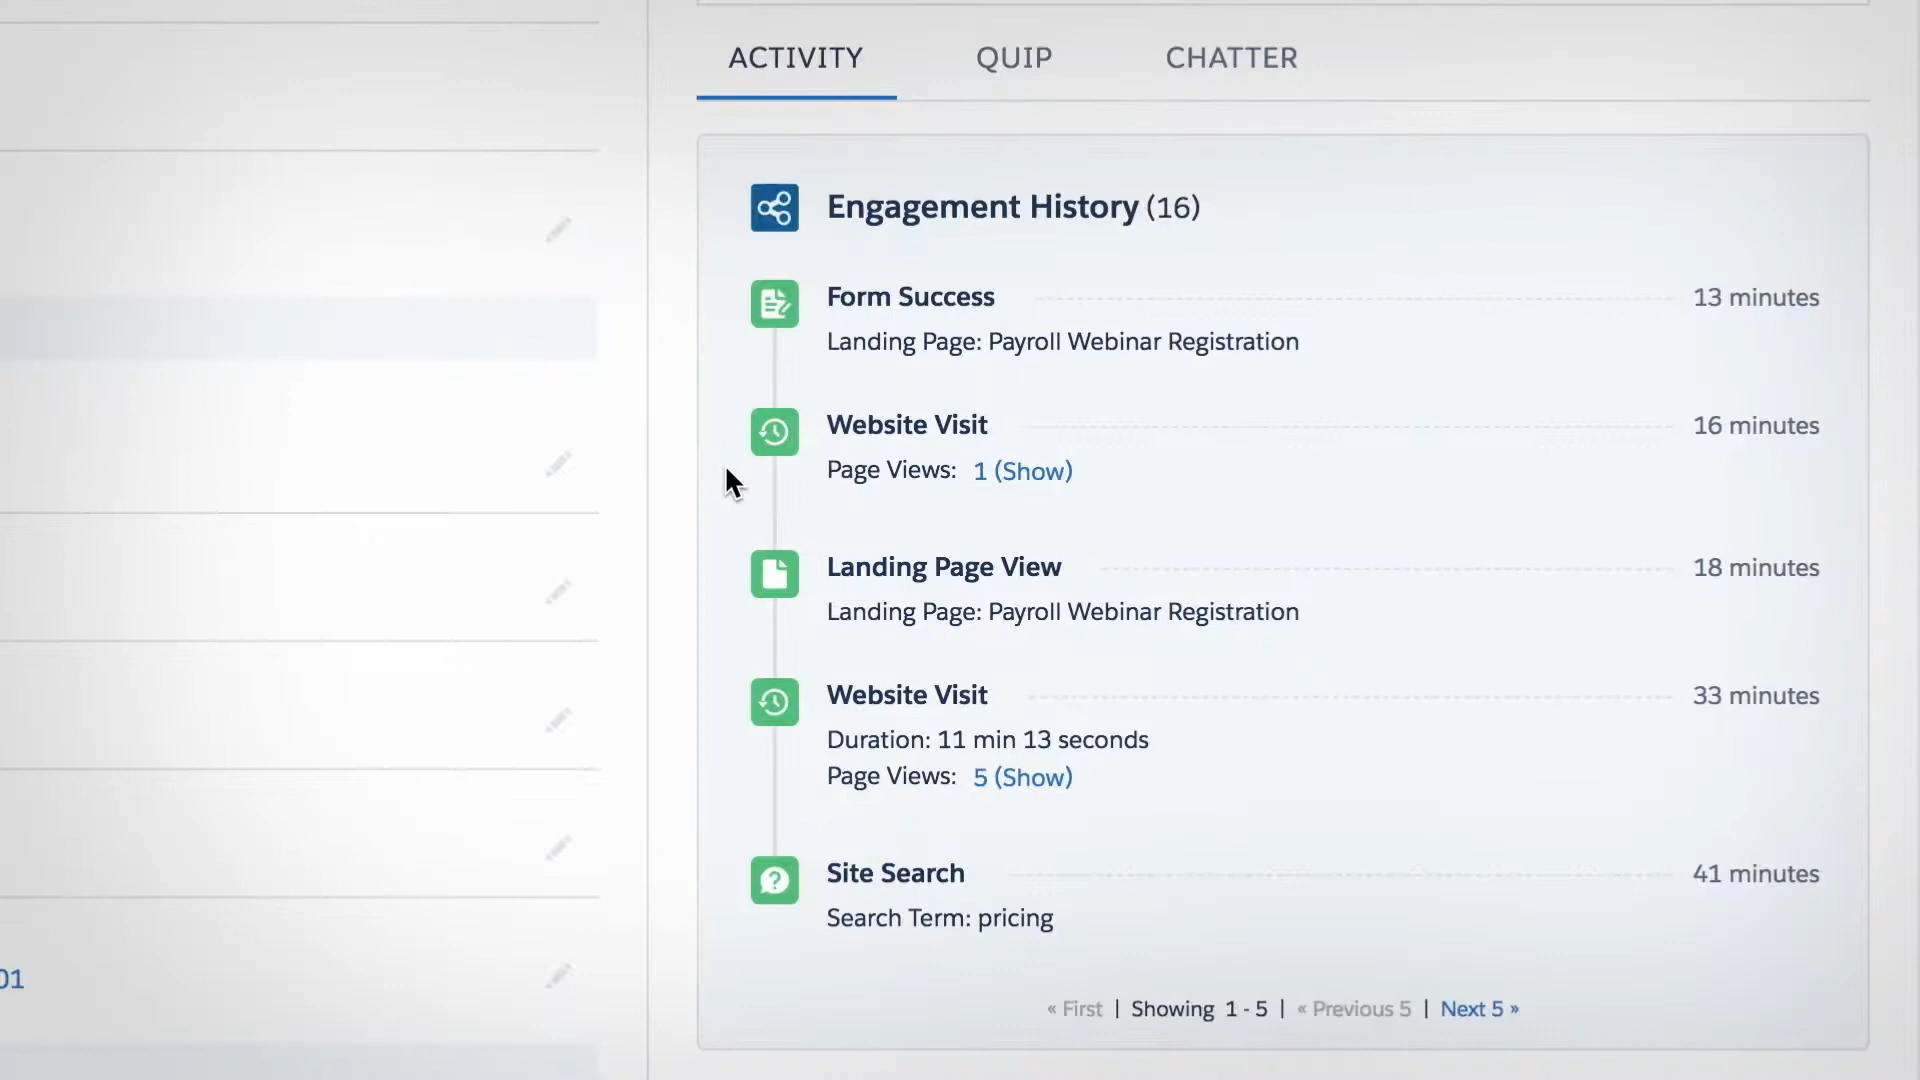 ACTIVITY QUIP CHATTER
Engagement History (16)
Form Success 13 minutes
Landing Page: Payroll Webinar Registration
Website Visit 16 minutes
Page Views: 1 (Show)
Landing Page View 18 minutes
Landing Page: Payroll Webinar Registration
Website Visit 33 minutes
Duration: 11 min 13 seconds
Page Views: 5 (Show)
Site Search 41 minutes
Search Term: pricing
01
« First | Showing 1 - 5 | « Previous 5 | Next 5 »